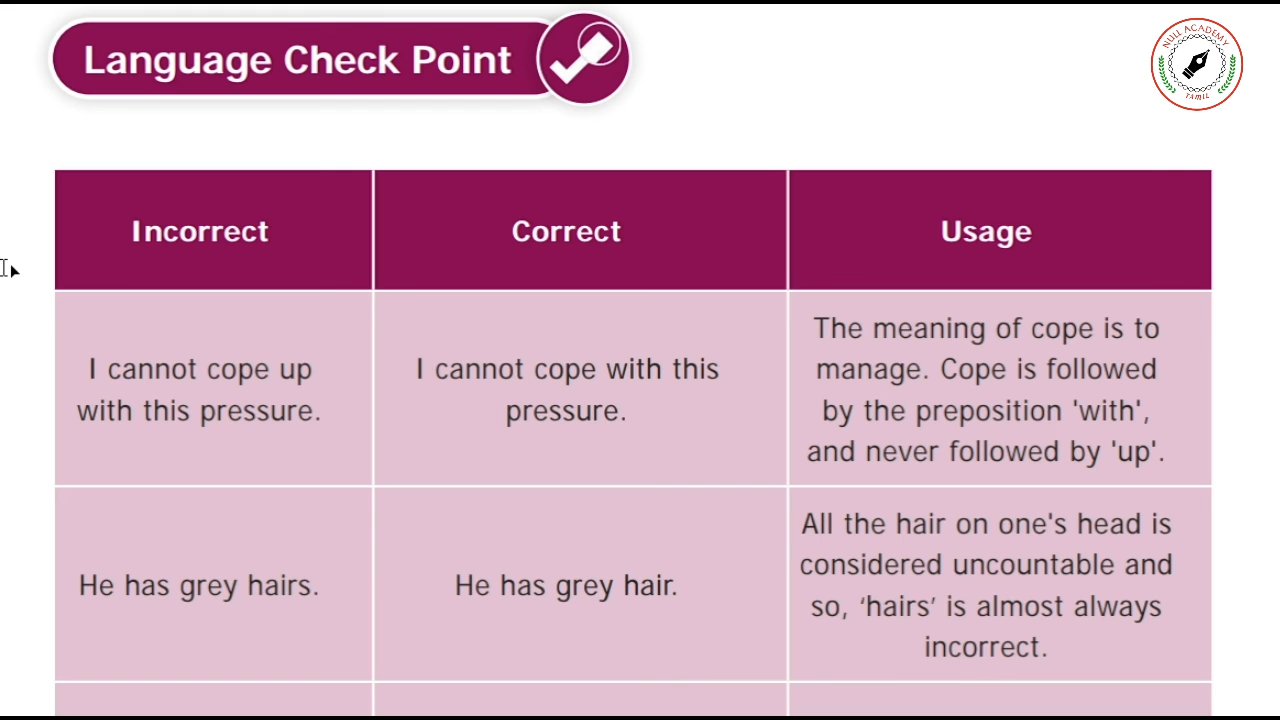 Language Check Point
NULL ACADEMY
TAMIL
Incorrect
Correct
Usage
I cannot cope up
with this pressure.
I cannot cope with this
pressure.
The meaning of cope is to
manage. Cope is followed
by the preposition 'with',
and never followed by 'up'.
He has grey hairs.
He has grey hair.
All the hair on one's head is
considered uncountable and
so, ‘hairs’ is almost always
incorrect.